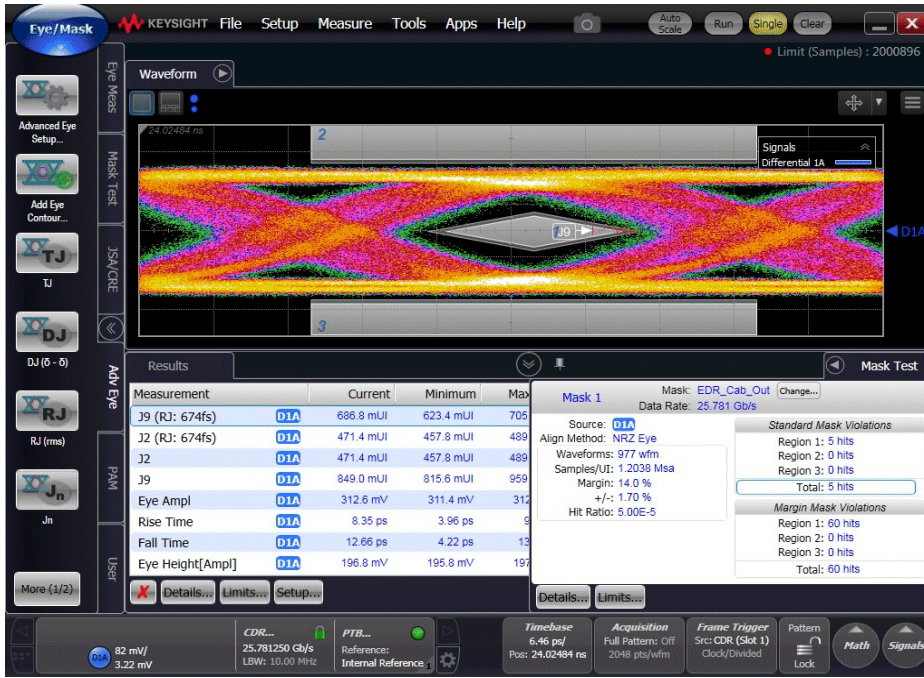 Eye/Mask
KEYSIGHT File Setup Measure Tools Apps Help
Auto Scale
Run
Single
Clear
Limit (Samples) : 2000896
Advanced Eye Setup...
Add Eye Contour...
TJ
TJ
DJ
DJ (δ - δ)
RJ
RJ (rms)
Jn
Jn
More (1/2)
Eye Meas
Mask Test
JSA/CRE
Adv Eye
PAM
User
Waveform
24.02484 ns
2
Signals
Differential 1A
1
J9
D1A
3
Results
Measurement Current Minimum Max
J9 (RJ: 674fs) D1A 686.8 mUI 623.4 mUI 705
J2 (RJ: 674fs) D1A 471.4 mUI 457.8 mUI 489
J2 D1A 471.4 mUI 457.8 mUI 489
J9 D1A 849.0 mUI 815.6 mUI 959
Eye Ampl D1A 312.6 mV 311.4 mV 312
Rise Time D1A 8.35 ps 3.96 ps 9
Fall Time D1A 12.66 ps 4.22 ps 13
Eye Height[Ampl] D1A 196.8 mV 195.8 mV 197
Details... Limits... Setup...
Mask Test
Mask 1
Mask: EDR_Cab_Out Change...
Data Rate: 25.781 Gb/s
Source: D1A
Align Method: NRZ Eye
Waveforms: 977 wfm
Samples/UI: 1.2038 Msa
Margin: 14.0 %
+/-: 1.70 %
Hit Ratio: 5.00E-5
Standard Mask Violations
Region 1: 5 hits
Region 2: 0 hits
Region 3: 0 hits
Total: 5 hits
Margin Mask Violations
Region 1: 60 hits
Region 2: 0 hits
Region 3: 0 hits
Total: 60 hits
Details... Limits...
D1A
82 mV/
3.22 mV
CDR...
25.781250 Gb/s
LBW: 10.00 MHz
PTB...
Reference:
Internal Reference
1
Timebase
6.46 ps/
Pos: 24.02484 ns
Acquisition
Full Pattern: Off
2048 pts/wfm
Frame Trigger
Src: CDR (Slot 1)
Clock/Divided
Pattern
Lock
Math
Signals